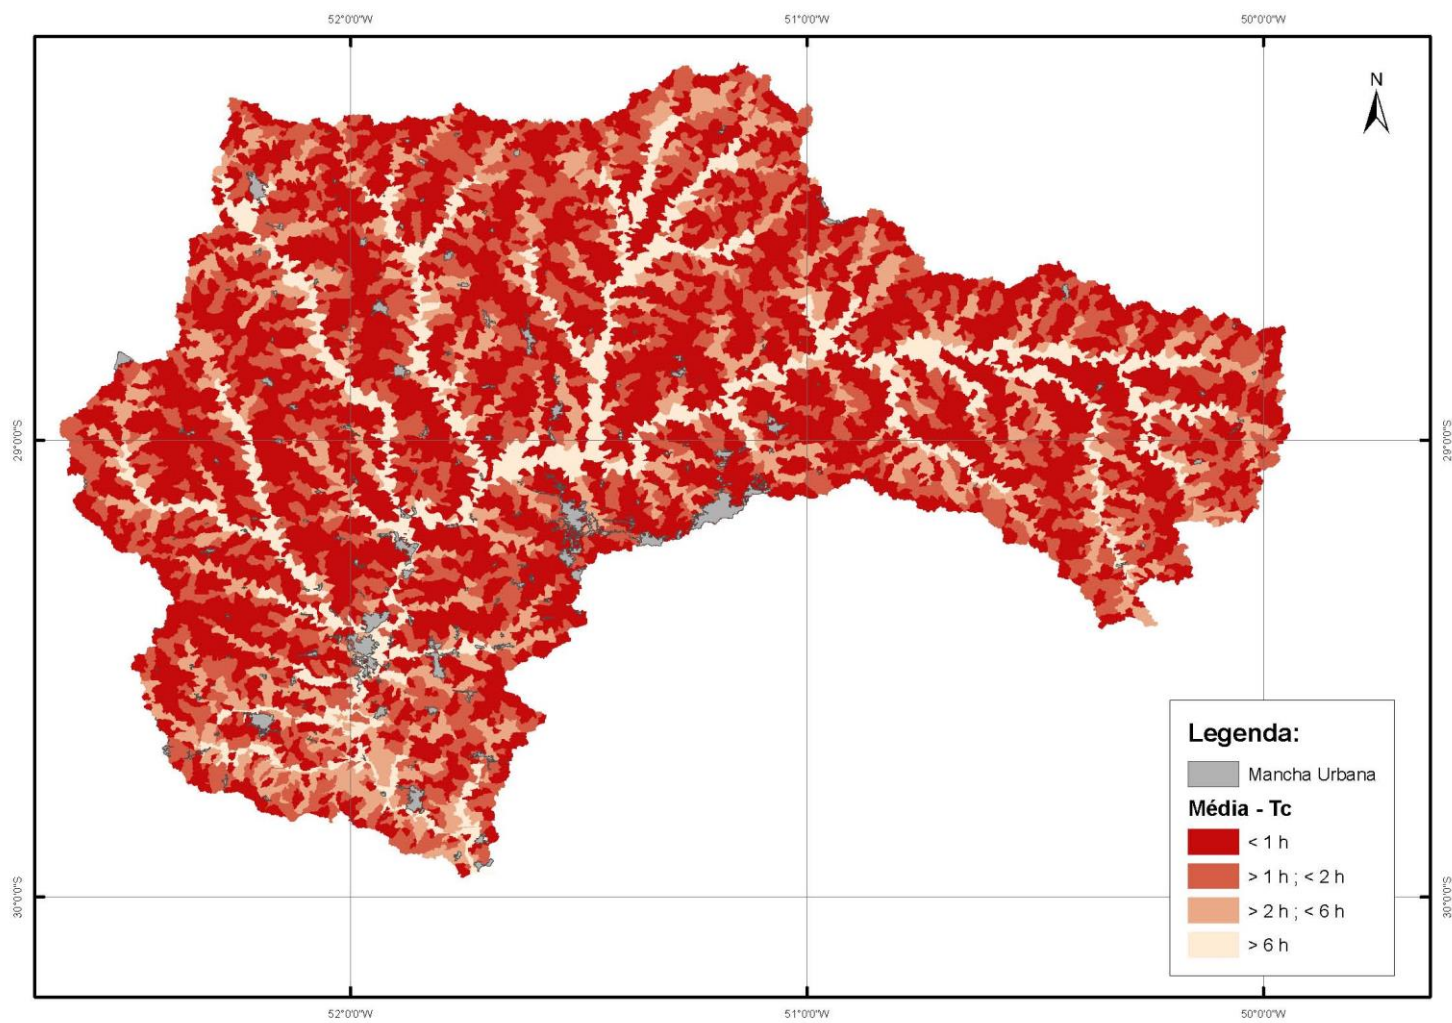 52°0'0"W 51°0'0"W 50°0'0"W
N
29°0'0"S 29°0'0"S
Legenda:
Mancha Urbana
Média - Tc
< 1 h
> 1 h ; < 2 h
> 2 h ; < 6 h
> 6 h
30°0'0"S 30°0'0"S
52°0'0"W 51°0'0"W 50°0'0"W